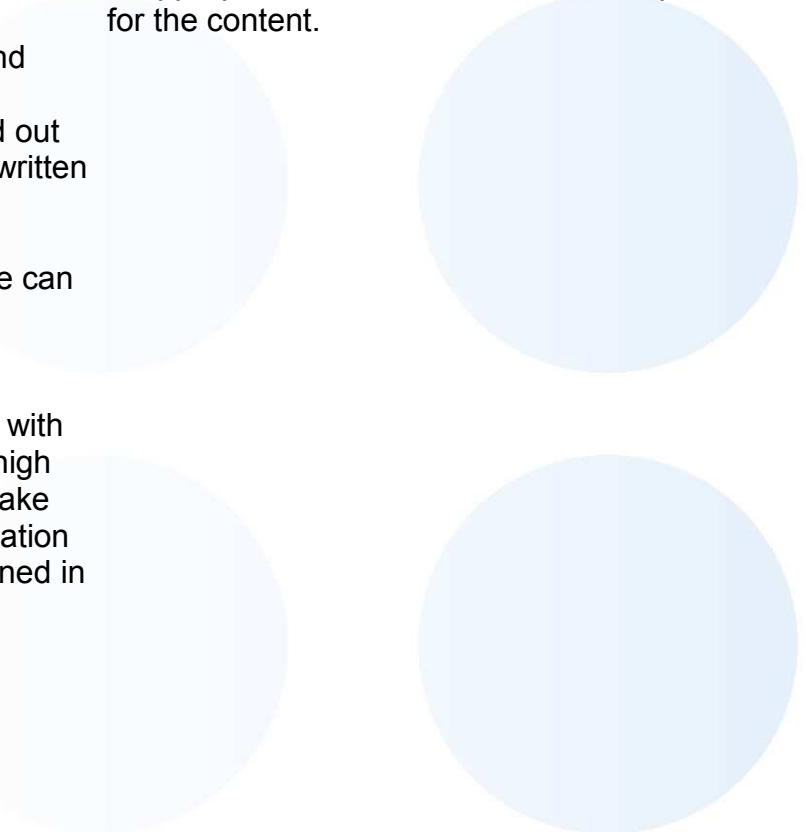 for the content.
nd
d out
written
e can
with
high
ake
ation
ned in